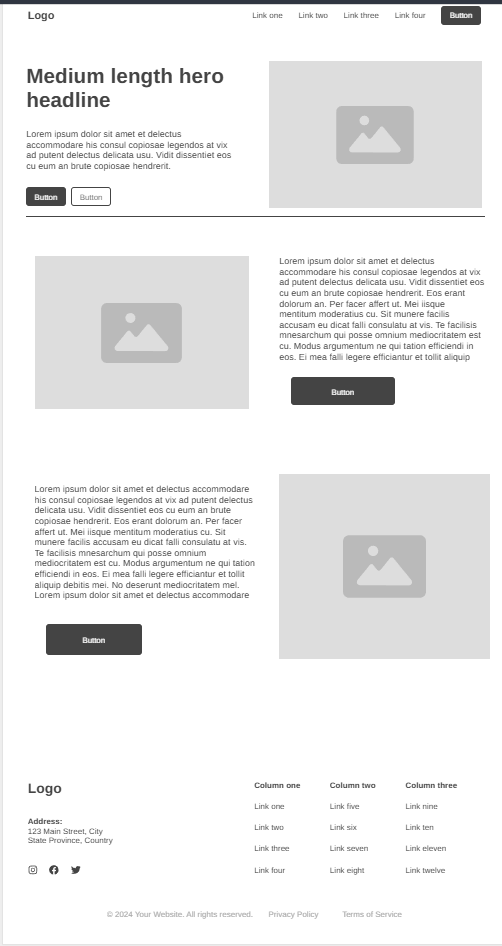 Logo
Link one Link two Link three Link four Button
Medium length hero
headline
Lorem ipsum dolor sit amet et delectus
accommodare his consul copiosae legendos at vix
ad putent delectus delicata usu. Vidit dissentiet eos
cu eum an brute copiosae hendrerit.
Button Button
Lorem ipsum dolor sit amet et delectus
accommodare his consul copiosae legendos at vix
ad putent delectus delicata usu. Vidit dissentiet eos
cu eum an brute copiosae hendrerit. Eos erant
dolorum an. Per facer affert ut. Mei iisque
mentitum moderatius cu. Sit munere facilis
accusam eu dicat falli consulatu at vis. Te facilisis
mnesarchum qui posse omnium mediocritatem est
cu. Modus argumentum ne qui tation efficiendi in
eos. Ei mea falli legere efficiantur et tollit aliquip
Button
Lorem ipsum dolor sit amet et delectus accommodare
his consul copiosae legendos at vix ad putent delectus
delicata usu. Vidit dissentiet eos cu eum an brute
copiosae hendrerit. Eos erant dolorum an. Per facer
affert ut. Mei iisque mentitum moderatius cu. Sit
munere facilis accusam eu dicat falli consulatu at vis.
Te facilisis mnesarchum qui posse omnium
mediocritatem est cu. Modus argumentum ne qui tation
efficiendi in eos. Ei mea falli legere efficiantur et tollit
aliquip debitis mei. No deserunt mediocritatem mel.
Lorem ipsum dolor sit amet et delectus accommodare
Button
Logo
Address:
123 Main Street, City
State Province, Country
Column one
Link one
Link two
Link three
Link four
Column two
Link five
Link six
Link seven
Link eight
Column three
Link nine
Link ten
Link eleven
Link twelve
© 2024 Your Website. All rights reserved. Privacy Policy Terms of Service